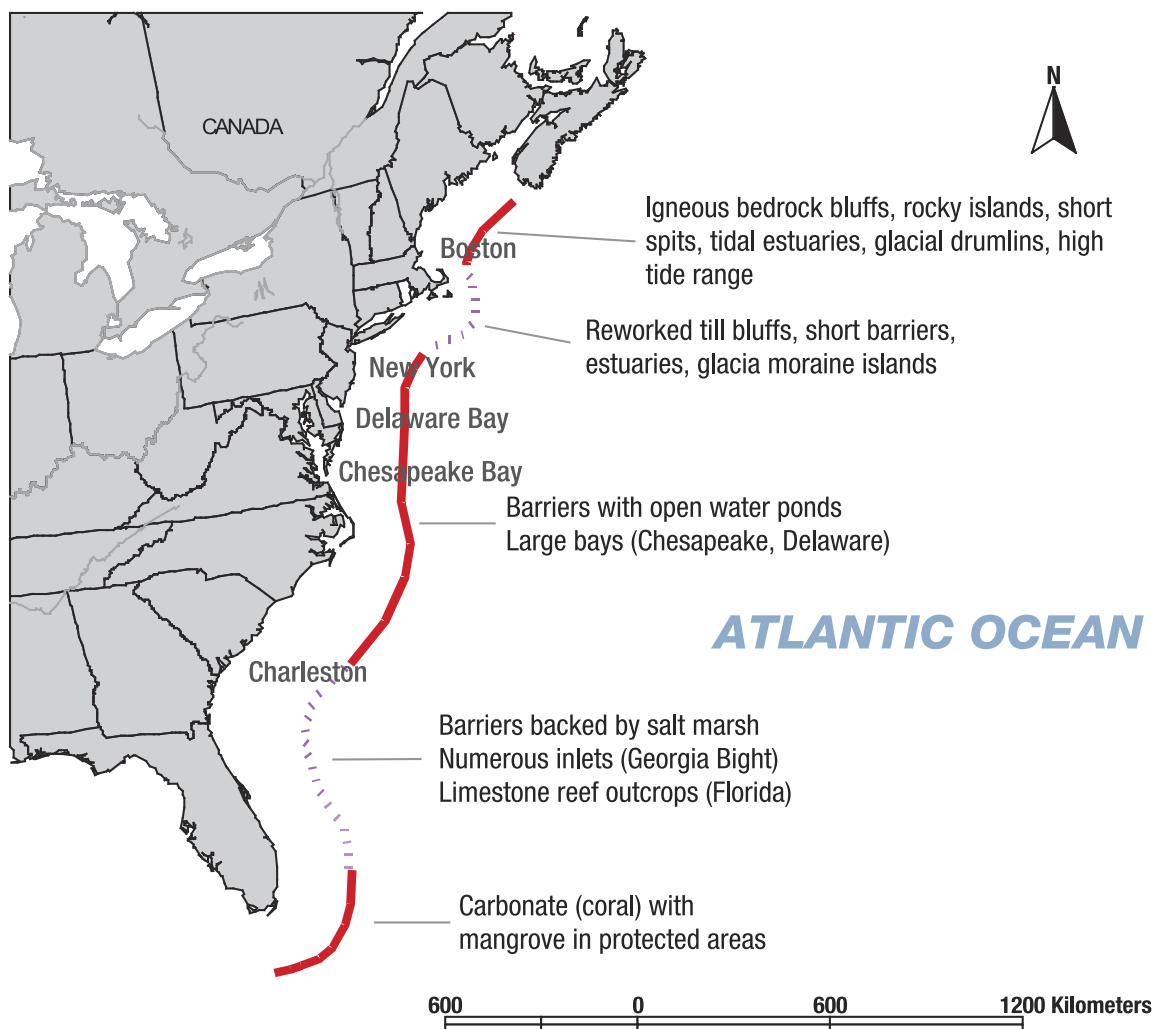 N
CANADA
Igneous bedrock bluffs, rocky islands, short
spits, tidal estuaries, glacial drumlins, high
tide range
Boston
Reworked till bluffs, short barriers,
estuaries, glacia moraine islands
New York
Delaware Bay
Chesapeake Bay
Barriers with open water ponds
Large bays (Chesapeake, Delaware)
ATLANTIC OCEAN
Charleston
Barriers backed by salt marsh
Numerous inlets (Georgia Bight)
Limestone reef outcrops (Florida)
Carbonate (coral) with
mangrove in protected areas
600 0 600 1200 Kilometers